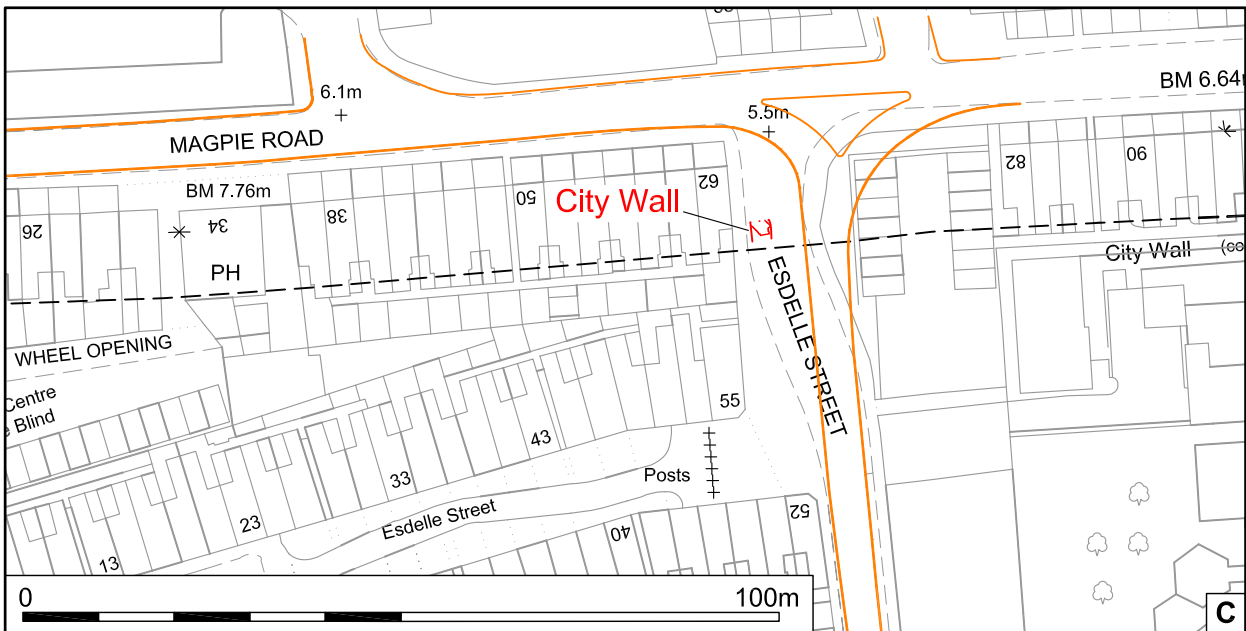 6.1m
5.5m
BM 6.64m
MAGPIE ROAD
BM 7.76m
26
34
38
50
62
82
90
City Wall
PH
ESDELLE STREET
City Wall (co
WHEEL OPENING
Centre
e Blind
55
43
33
23
13
Posts
Esdelle Street
40
52
0 100m
C